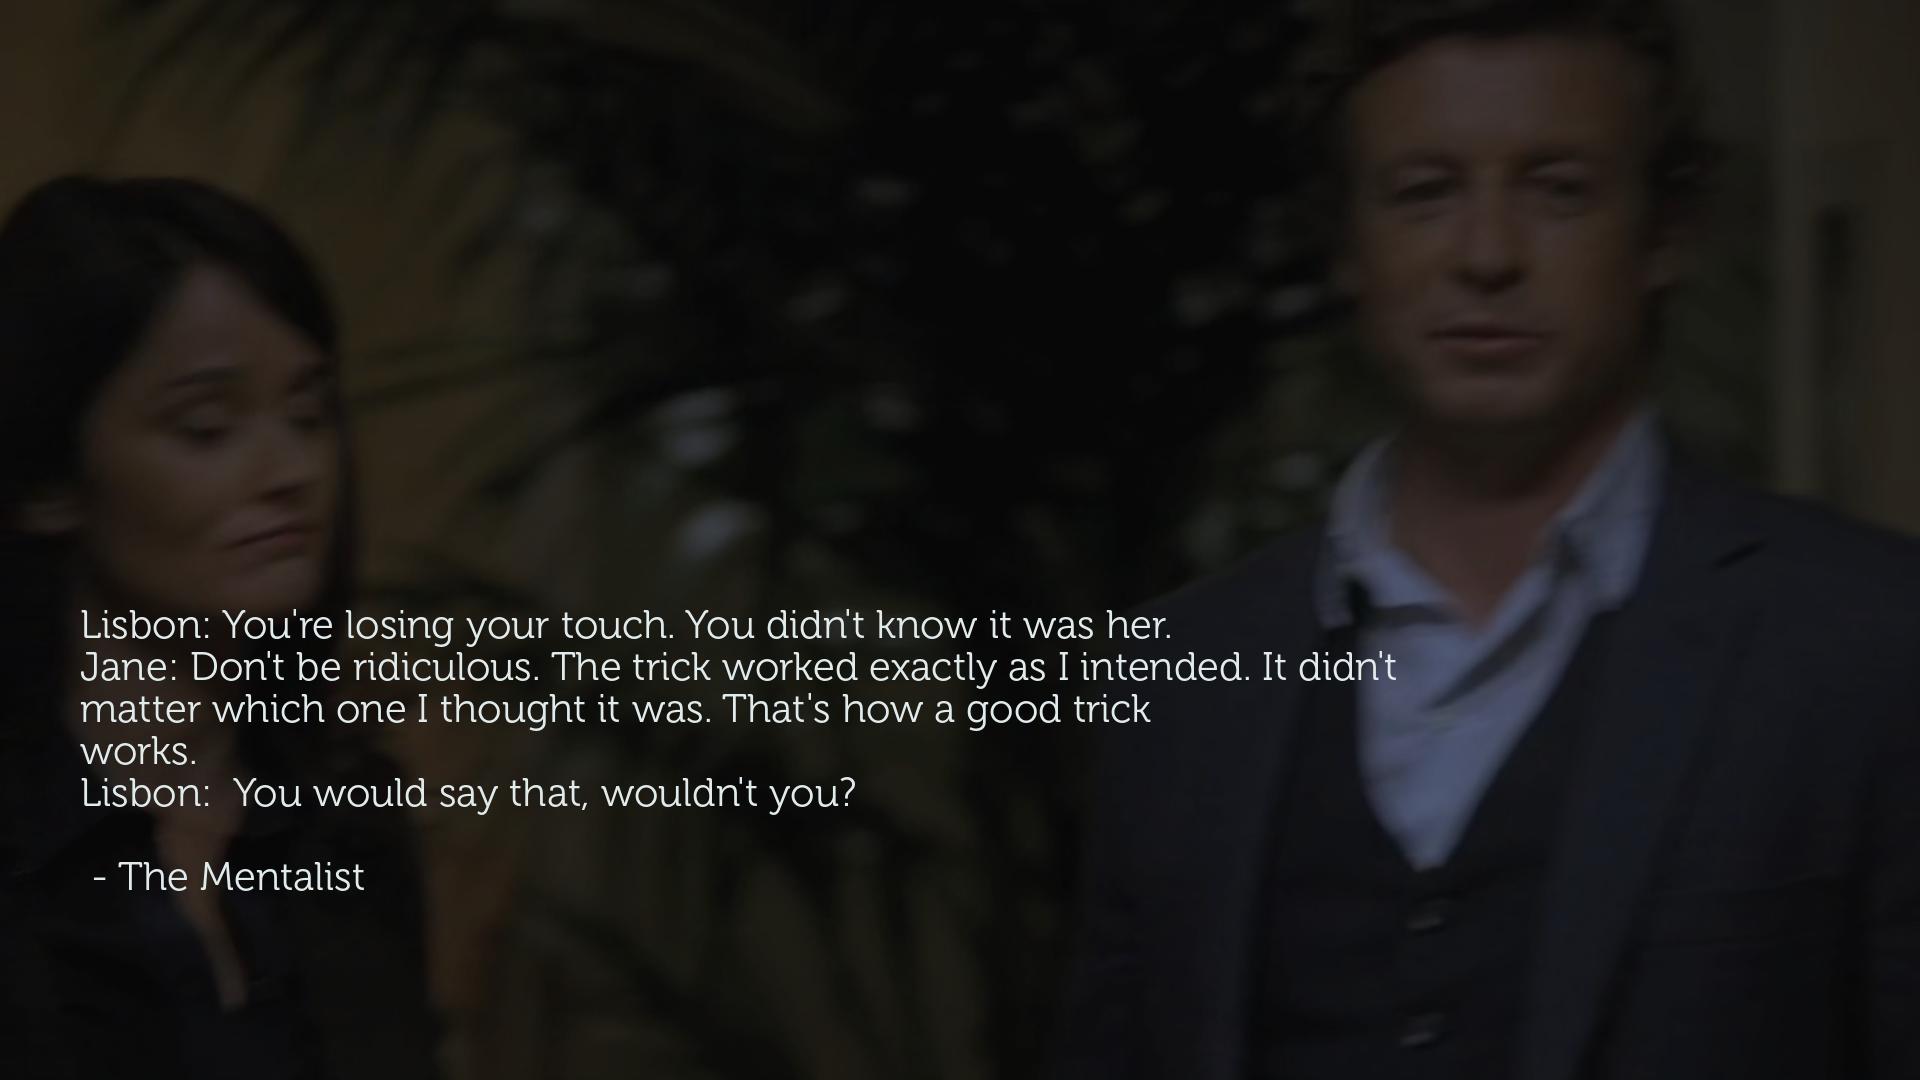 Lisbon: You're losing your touch. You didn't know it was her.
Jane: Don't be ridiculous. The trick worked exactly as I intended. It didn't
matter which one I thought it was. That's how a good trick
works.
Lisbon:  You would say that, wouldn't you?
- The Mentalist